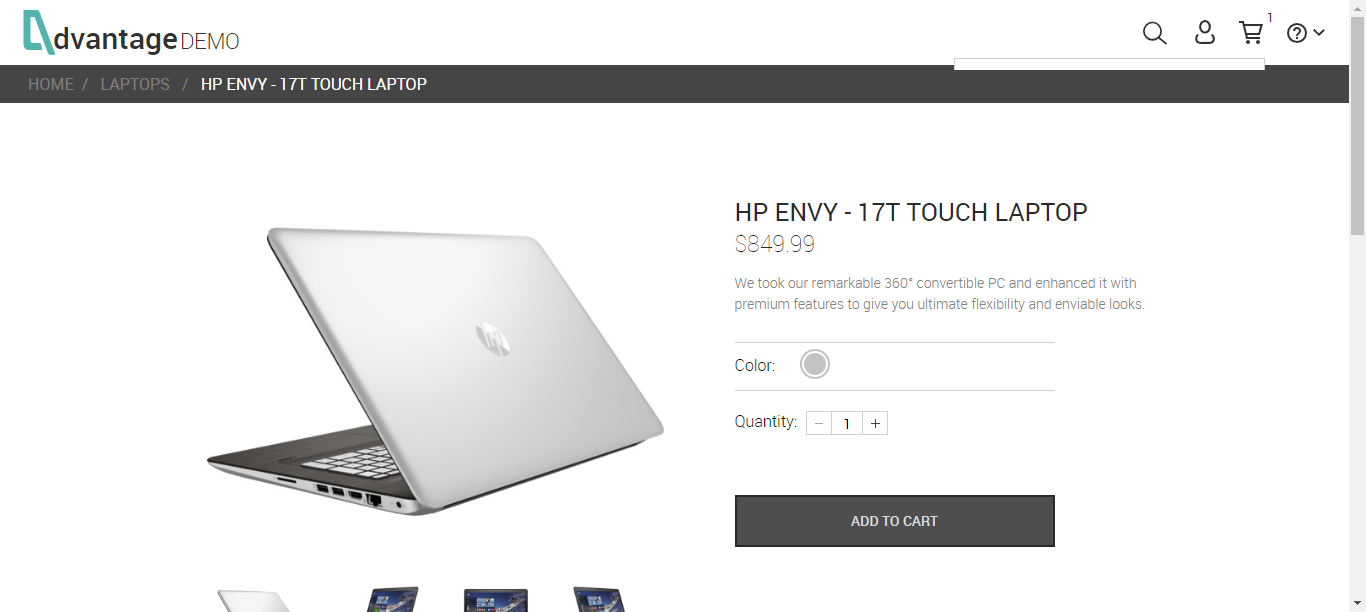 AdvantageDEMO
1
?
HOME / LAPTOPS / HP ENVY - 17T TOUCH LAPTOP
HP ENVY - 17T TOUCH LAPTOP
$849.99
We took our remarkable 360° convertible PC and enhanced it with
premium features to give you ultimate flexibility and enviable looks.
Color:
Quantity: − 1 +
ADD TO CART
hp